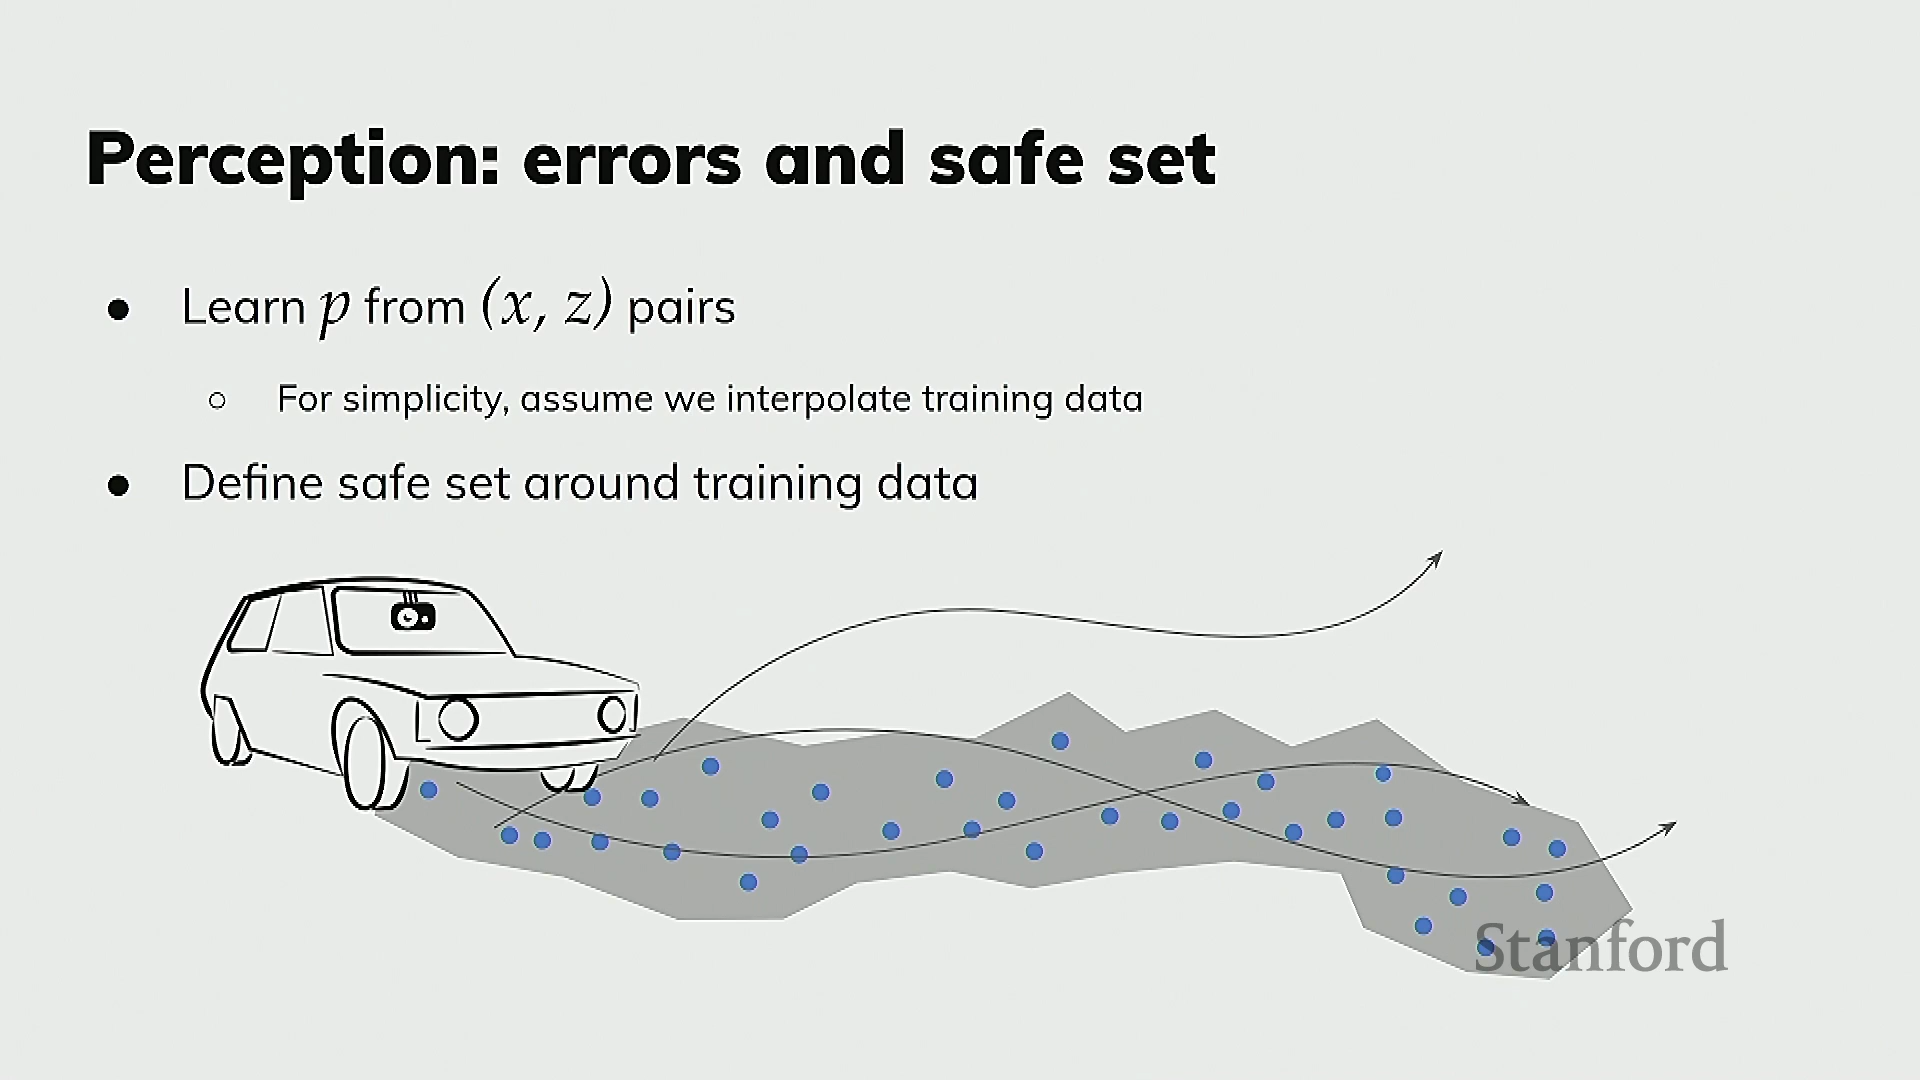 Perception: errors and safe set
● Learn p from (x, z) pairs
○ For simplicity, assume we interpolate training data
● Define safe set around training data
Stanford